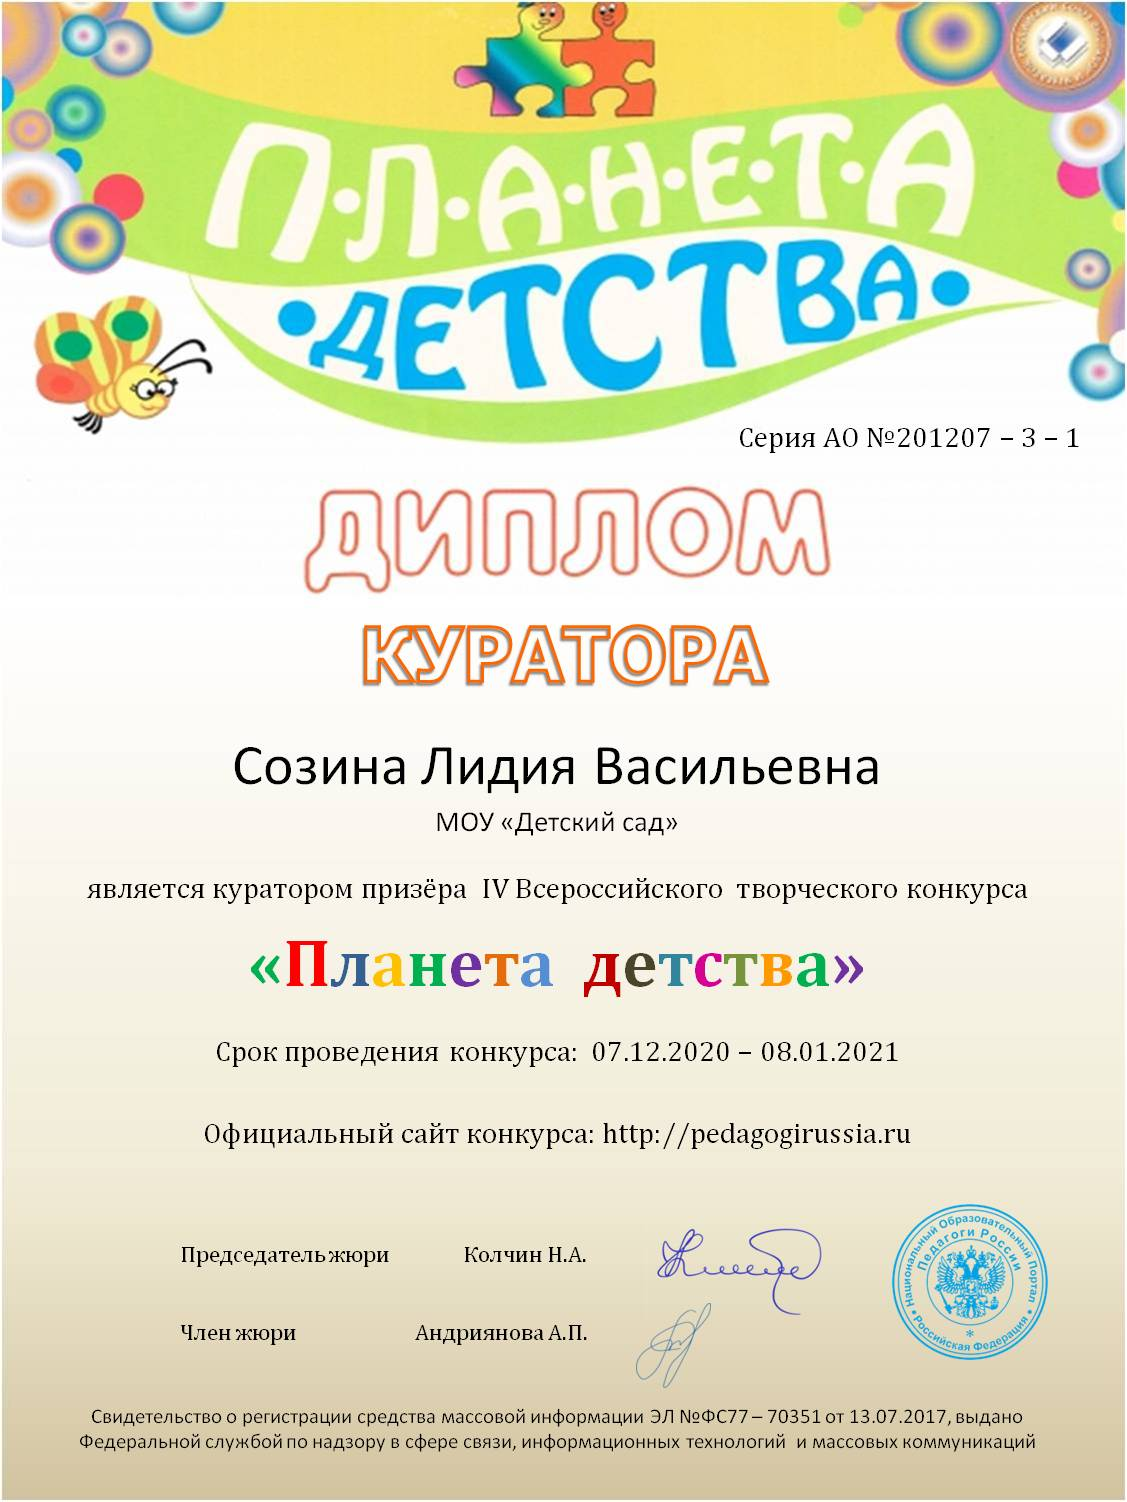 П·Л·А·Н·Е·Т·А
·ДЕТСТВА·
Серия АО №201207 – 3 – 1
ДИПЛОМ
КУРАТОРА
Созина Лидия Васильевна
МОУ «Детский сад»
является куратором призёра IV Всероссийского творческого конкурса
«Планета детства»
Срок проведения конкурса: 07.12.2020 – 08.01.2021
Официальный сайт конкурса: http://pedagogirussia.ru
Председатель жюри Колчин Н.А.
Член жюри Андриянова А.П.
Национальный Образовательный Портал
Педагоги России
Российская Федерация
Свидетельство о регистрации средства массовой информации ЭЛ №ФС77 – 70351 от 13.07.2017, выдано
Федеральной службой по надзору в сфере связи, информационных технологий и массовых коммуникаций